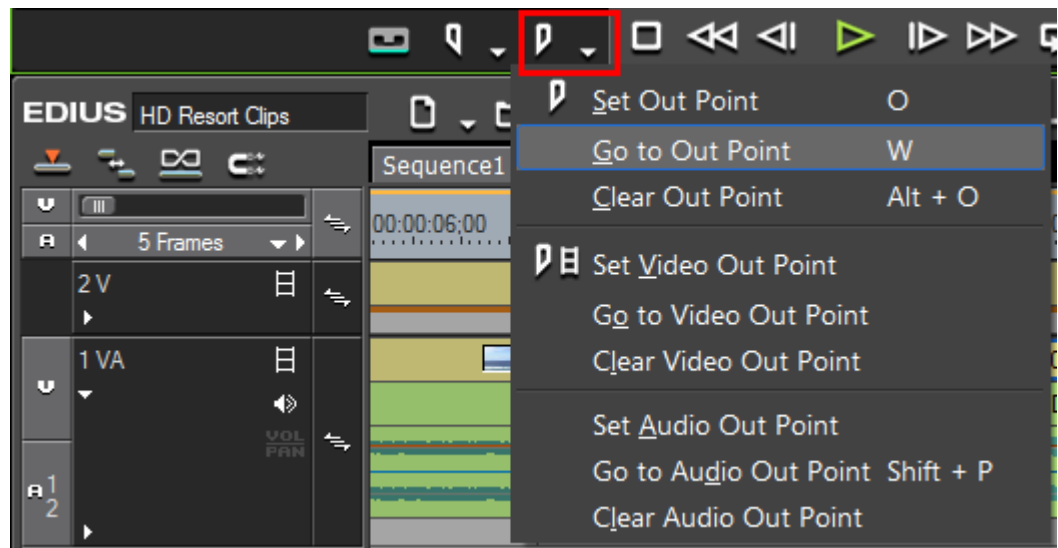 EDIUS HD Resort Clips
Sequence1
U
A 5 Frames
00:00:06;00
2 V
1 VA
U
VOL
PAN
A 1
2
Set Out Point O
Go to Out Point W
Clear Out Point Alt + O
Set Video Out Point
Go to Video Out Point
Clear Video Out Point
Set Audio Out Point
Go to Audio Out Point Shift + P
Clear Audio Out Point